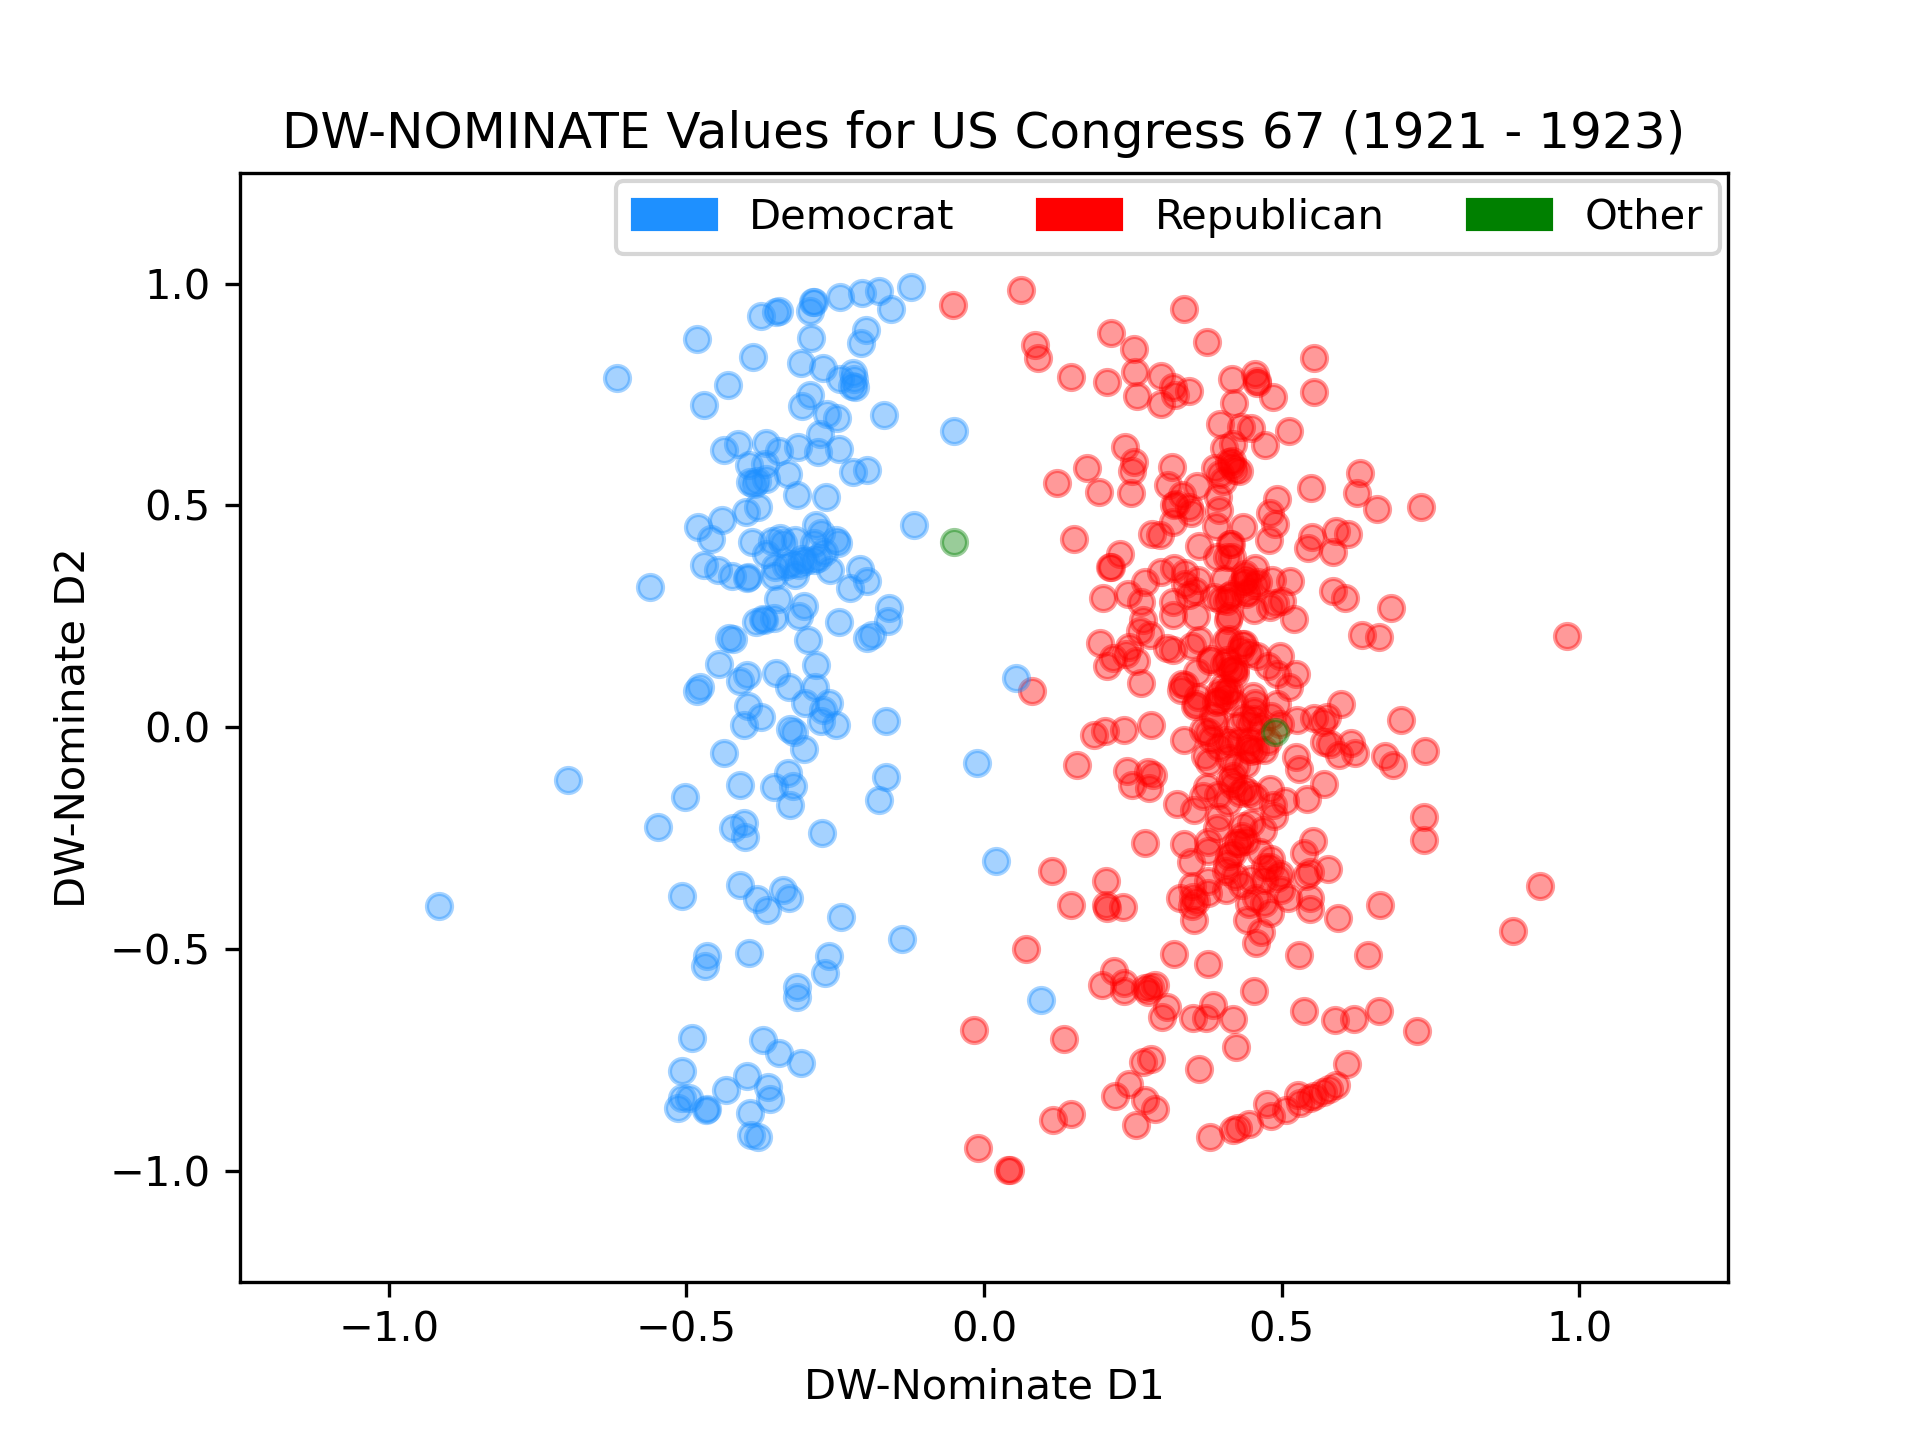 DW-NOMINATE Values for US Congress 67 (1921 - 1923)
Democrat Republican Other
1.0
0.5
0.0
−0.5
−1.0
DW-Nominate D2
−1.0 −0.5 0.0 0.5 1.0
DW-Nominate D1